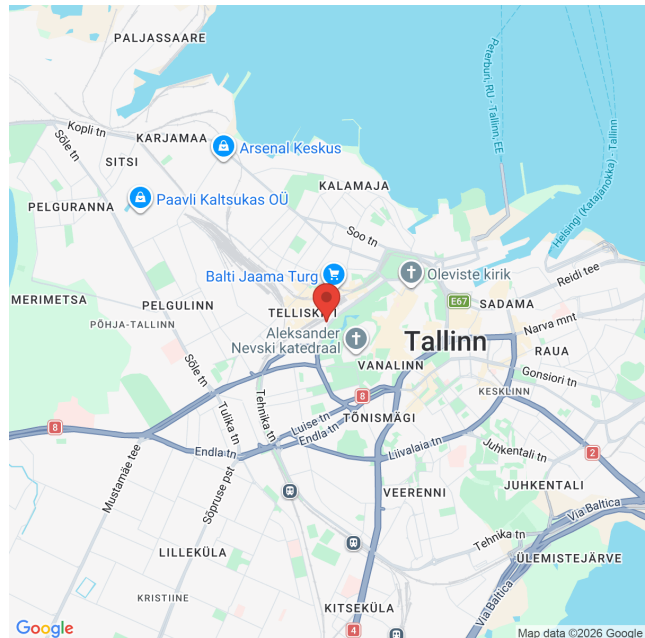 PALJASSAARE
Peterburi, RU - Tallinn, EE
Helsingi (Katajanokka) - Tallinn
Kopli tn
KARJAMAA
Arsenal Keskus
Sõle tn
SITSI
KALAMAJA
Paavli Kaltsukas OÜ
PELGURANNA
Soo tn
Balti Jaama Turg
Oleviste kirik
Reidi tee
MERIMETSA
PELGULINN
E67
SADAMA
TELLISKIVI
PÕHJA-TALLINN
Narva mnt
Aleksander
Nevski katedraal
Tallinn
RAUA
Sõle tn
VANALINN
Gonsiori tn
KESKLINN
8
Tulika tn
Tehnika tn
Luise tn
TÕNISMÄGI
8
Endla tn
Endla tn
Liivalaia tn
Juhkentali tn
2
Mustamäe tee
Sõpruse pst
VEERENNI
JUHKENTALI
Via Baltica
Tehnika tn
LILLEKÜLA
ÜLEMISTEJÄRVE
KRISTIINE
Via Baltica
KITSEKÜLA
4
Google
Map data ©2026 Google